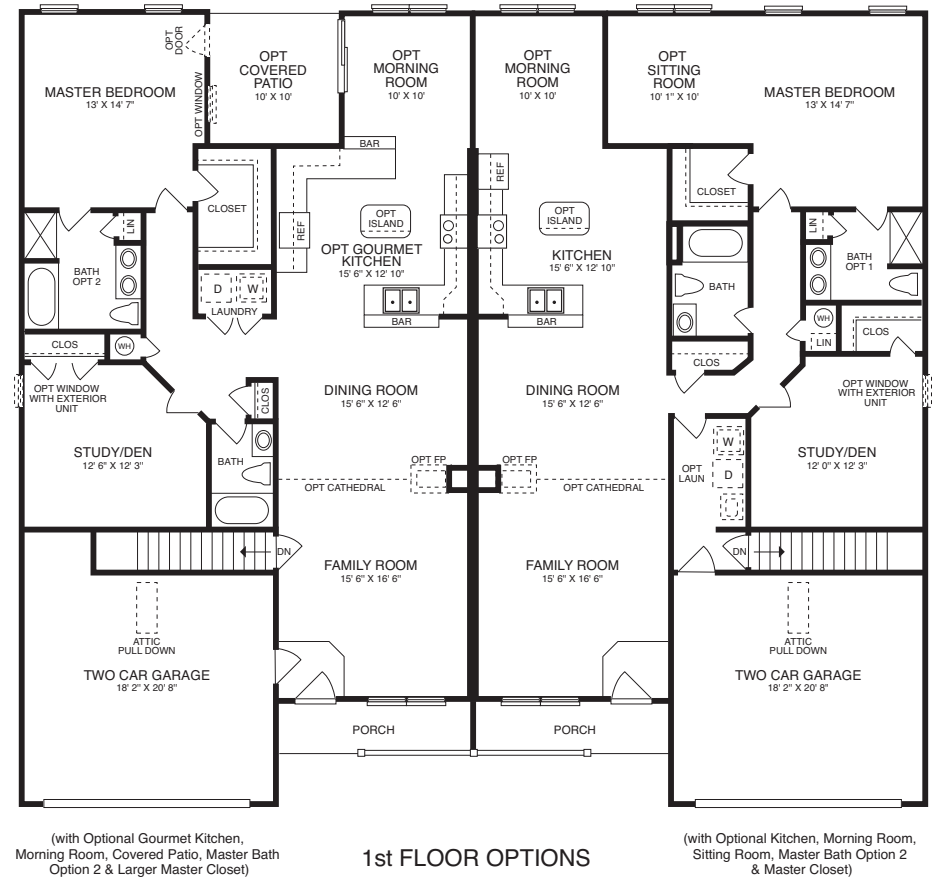 OPT
DOOR
OPT
COVERED
PATIO
10' X 10'
OPT
MORNING
ROOM
10' X 10'
OPT
MORNING
ROOM
10' X 10'
OPT
SITTING
ROOM
10' 1" X 10'
MASTER BEDROOM
13' X 14' 7"
MASTER BEDROOM
13' X 14' 7"
OPT WINDOW
BAR
REF
CLOSET
CLOSET
OPT
ISLAND
OPT
ISLAND
LIN
REF
OPT GOURMET
KITCHEN
15' 6" X 12' 10"
KITCHEN
15' 6" X 12' 10"
LIN
BATH
OPT 2
BATH
OPT 1
BATH
D
W
LAUNDRY
BAR
BAR
WH
LIN
CLOS
CLOS
WH
CLOS
OPT WINDOW
WITH EXTERIOR
UNIT
OPT WINDOW
WITH EXTERIOR
UNIT
CLOS
DINING ROOM
15' 6" X 12' 6"
DINING ROOM
15' 6" X 12' 6"
STUDY/DEN
12' 6" X 12' 3"
BATH
OPT FP
OPT FP
OPT CATHEDRAL
OPT CATHEDRAL
OPT
LAUN
W
D
STUDY/DEN
12' 0" X 12' 3"
DN
DN
FAMILY ROOM
15' 6" X 16' 6"
FAMILY ROOM
15' 6" X 16' 6"
ATTIC
PULL DOWN
ATTIC
PULL DOWN
TWO CAR GARAGE
18' 2" X 20' 8"
TWO CAR GARAGE
18' 2" X 20' 8"
PORCH
PORCH
(with Optional Gourmet Kitchen,
Morning Room, Covered Patio, Master Bath
Option 2 & Larger Master Closet)
1st FLOOR OPTIONS
(with Optional Kitchen, Morning Room,
Sitting Room, Master Bath Option 2
& Master Closet)